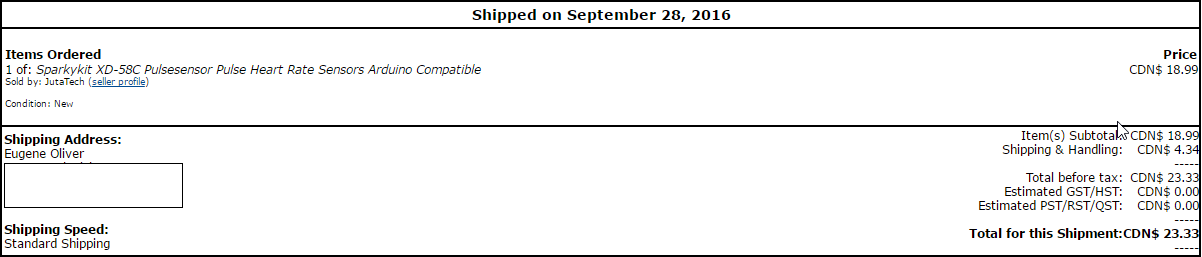 Shipped on September 28, 2016
Items Ordered Price
1 of: Sparkykit XD-58C Pulsesensor Pulse Heart Rate Sensors Arduino Compatible CDN$ 18.99
Sold by: JutaTech (seller profile)
Condition: New
Shipping Address:
Eugene Oliver
Shipping Speed:
Standard Shipping
Item(s) Subtotal: CDN$ 18.99
Shipping & Handling: CDN$ 4.34
-----
Total before tax: CDN$ 23.33
Estimated GST/HST: CDN$ 0.00
Estimated PST/RST/QST: CDN$ 0.00
-----
Total for this Shipment:CDN$ 23.33
-----